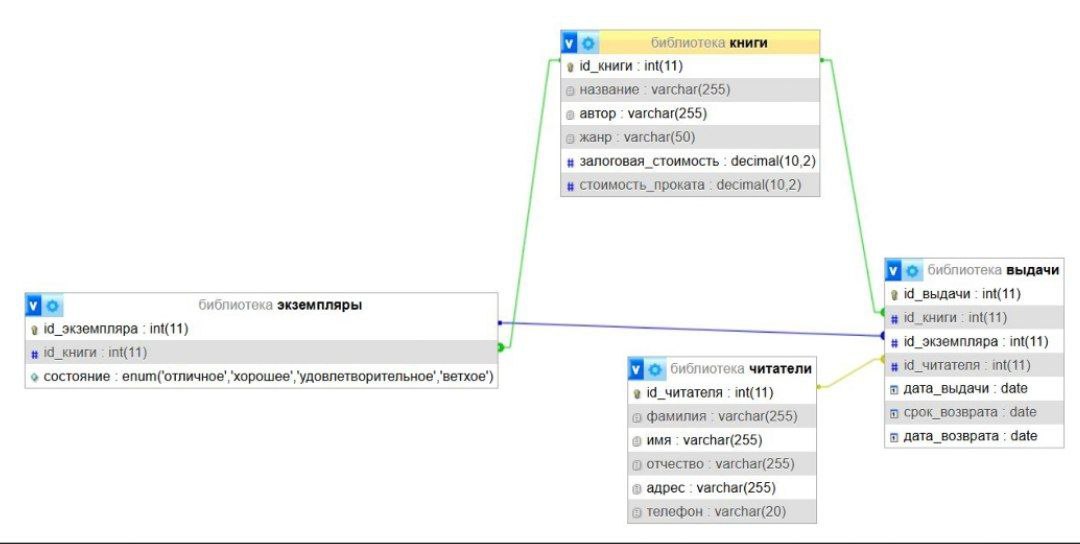 библиотека книги
id_книги : int(11)
название : varchar(255)
автор : varchar(255)
жанр : varchar(50)
залоговая_стоимость : decimal(10,2)
стоимость_проката : decimal(10,2)
библиотека экземпляры
id_экземпляра : int(11)
id_книги : int(11)
состояние : enum('отличное','хорошее','удовлетворительное','ветхое')
библиотека читатели
id_читателя : int(11)
фамилия : varchar(255)
имя : varchar(255)
отчество : varchar(255)
адрес : varchar(255)
телефон : varchar(20)
библиотека выдачи
id_выдачи : int(11)
id_книги : int(11)
id_экземпляра : int(11)
id_читателя : int(11)
дата_выдачи : date
срок_возврата : date
дата_возврата : date